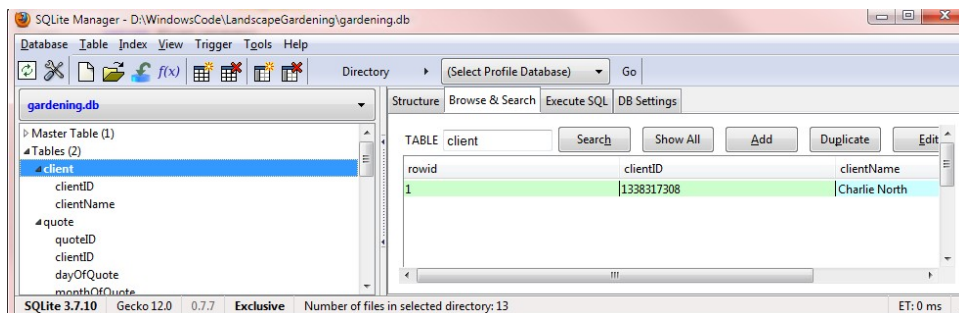 SQLite Manager - D:\WindowsCode\LandscapeGardening\gardening.db
Database Table Index View Trigger Tools Help
f(x) Directory (Select Profile Database) Go
gardening.db
Structure Browse & Search Execute SQL DB Settings
Master Table (1)
Tables (2)
client
clientID
clientName
quote
quoteID
clientID
dayOfQuote
monthOfQuote
TABLE client Search Show All Add Duplicate Edit
rowid clientID clientName
1 1338317308 Charlie North
SQLite 3.7.10 Gecko 12.0 0.7.7 Exclusive Number of files in selected directory: 13 ET: 0 ms